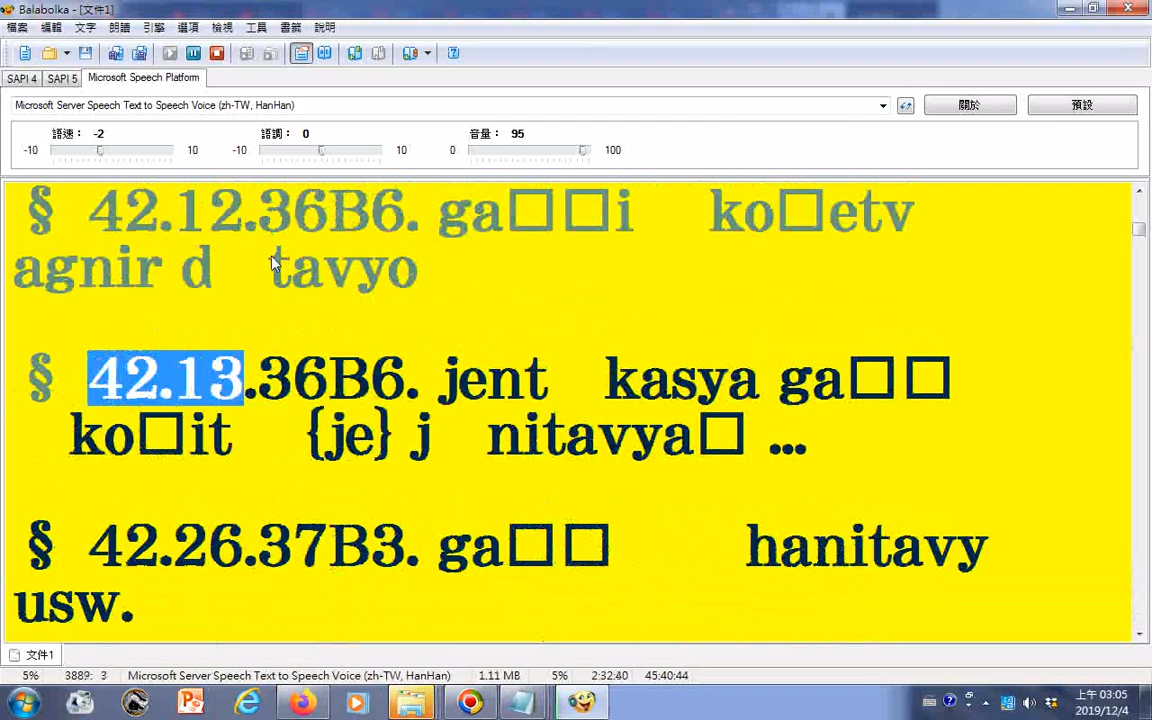 Balabolka - [文件1]
檔案 編輯 文字 朗讀 引擎 選項 檢視 工具 書籤 說明
SAPI 4 SAPI 5 Microsoft Speech Platform
Microsoft Server Speech Text to Speech Voice (zh-TW, HanHan) 關於 預設
語速： -2 語調： 0 音量： 95
-10 10 -10 10 0 100
§ 42.12.36B6. ga□□i ko□etv
agnir d tavyo
§ 42.13.36B6. jent kasya ga□□
ko□it {je} j nitavya□ ...
§ 42.26.37B3. ga□□ hanitavy
usw.
文件1
5% 3889: 3 Microsoft Server Speech Text to Speech Voice (zh-TW, HanHan) 1.11 MB 5% 2:32:40 45:40:44
上午 03:05
2019/12/4